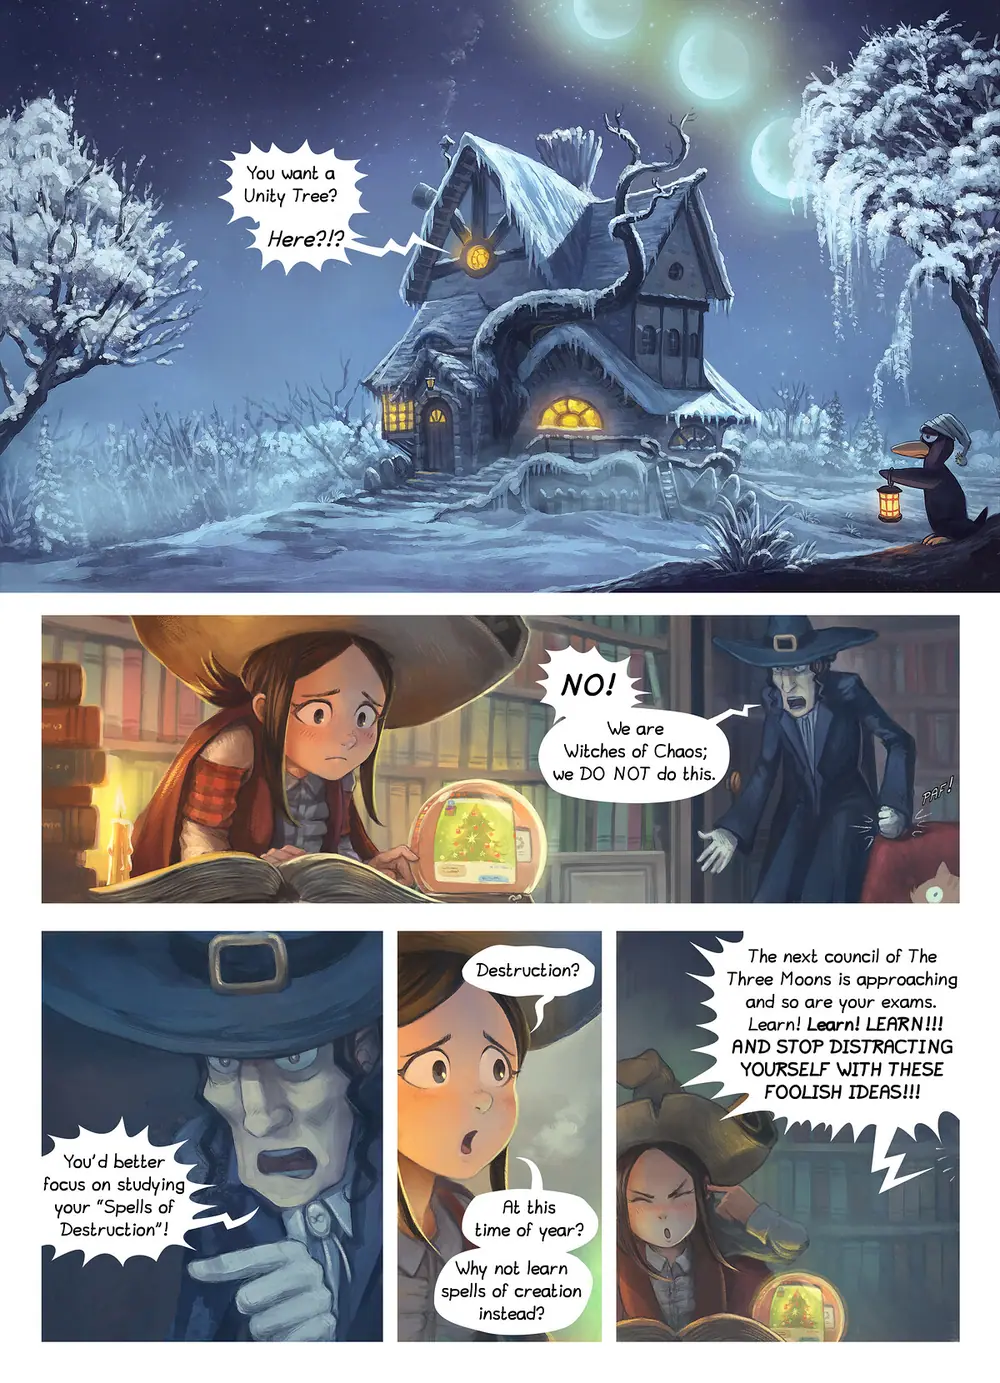 You want a
Unity Tree?
Here?!?
NO!
We are
Witches of Chaos;
we DO NOT do this.
PAF!
You'd better
focus on studying
your "Spells of
Destruction"!
Destruction?
At this
time of year?
Why not learn
spells of creation
instead?
The next council of The
Three Moons is approaching
and so are your exams.
Learn! Learn! LEARN!!!
AND STOP DISTRACTING
YOURSELF WITH THESE
FOOLISH IDEAS!!!